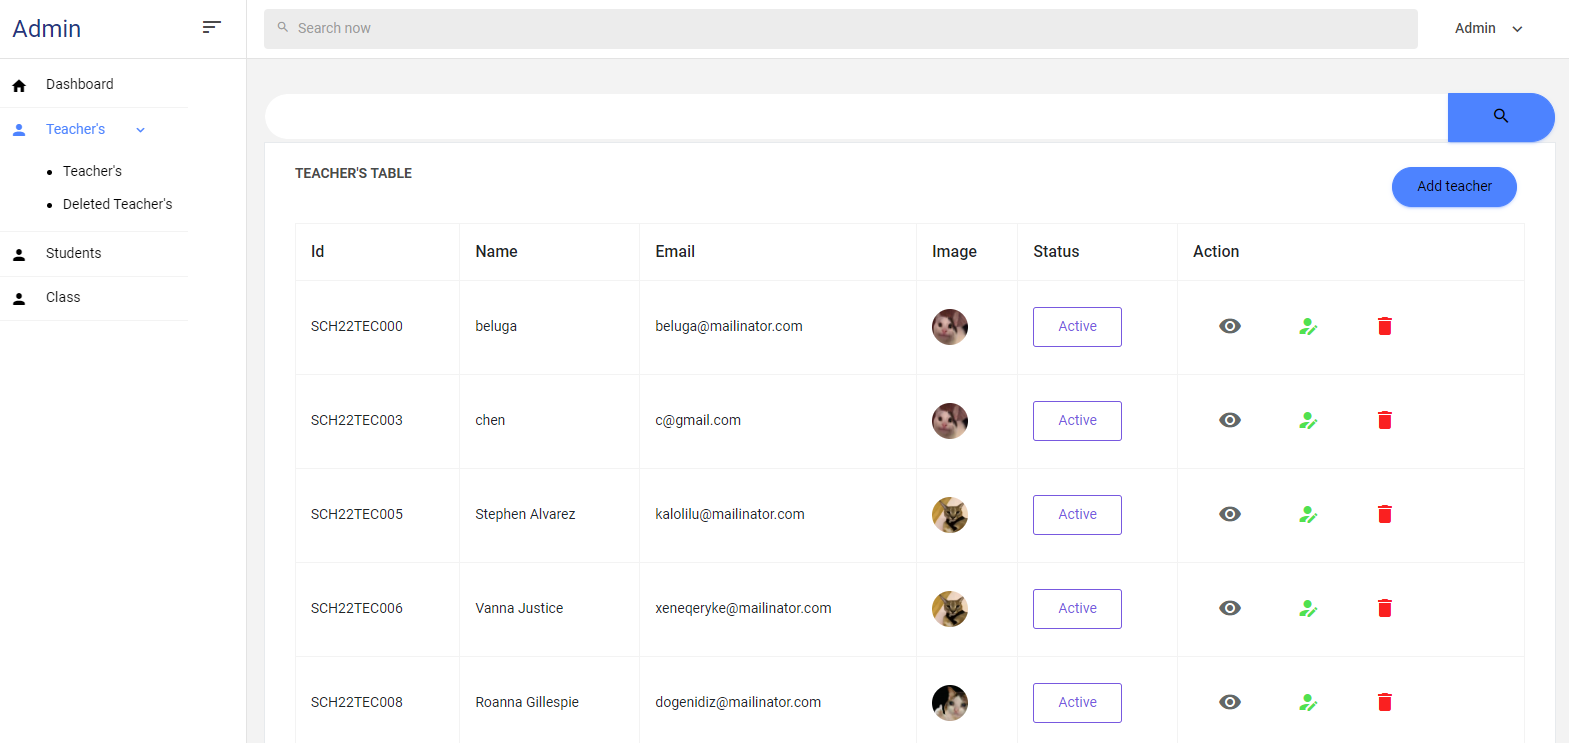 Admin
Search now
Admin
Dashboard
Teacher's
Teacher's
Deleted Teacher's
Students
Class
TEACHER'S TABLE
Add teacher
Id Name Email Image Status Action
SCH22TEC000 beluga beluga@mailinator.com Active
SCH22TEC003 chen c@gmail.com Active
SCH22TEC005 Stephen Alvarez kalolilu@mailinator.com Active
SCH22TEC006 Vanna Justice xeneqeryke@mailinator.com Active
SCH22TEC008 Roanna Gillespie dogenidiz@mailinator.com Active